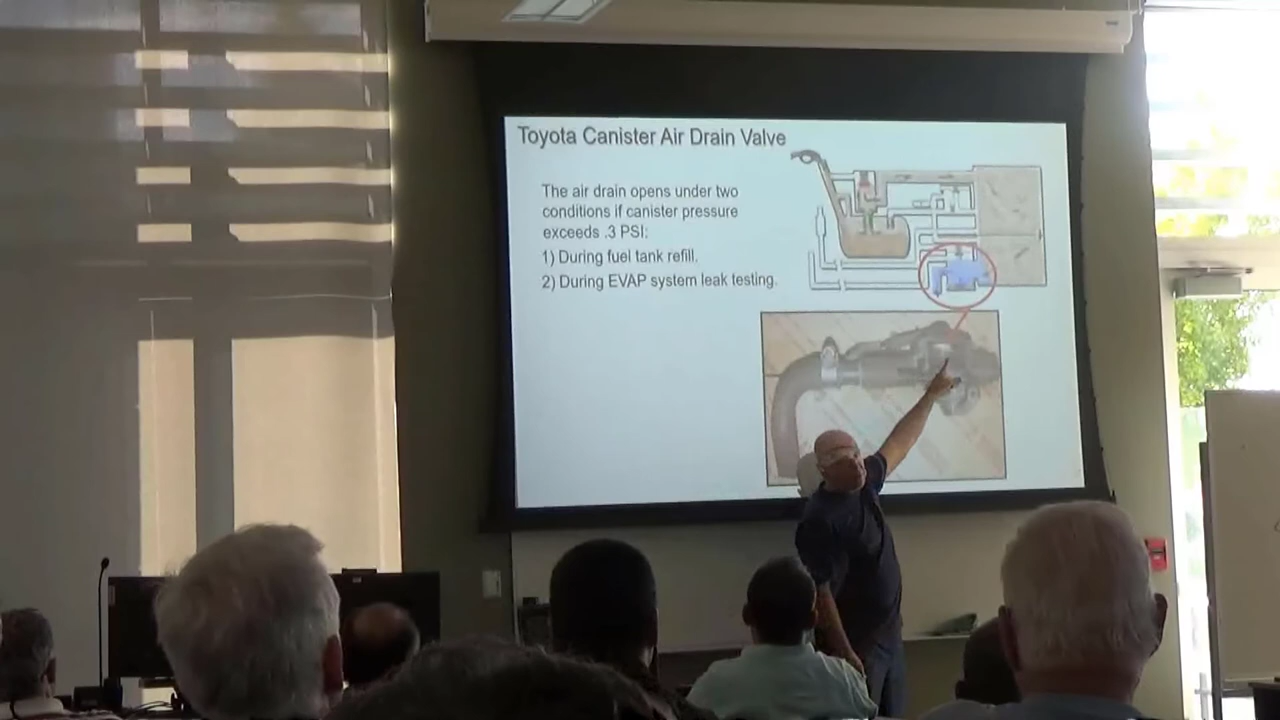 Toyota Canister Air Drain Valve
The air drain opens under two
conditions if canister pressure
exceeds .3 PSI:
1) During fuel tank refill.
2) During EVAP system leak testing.